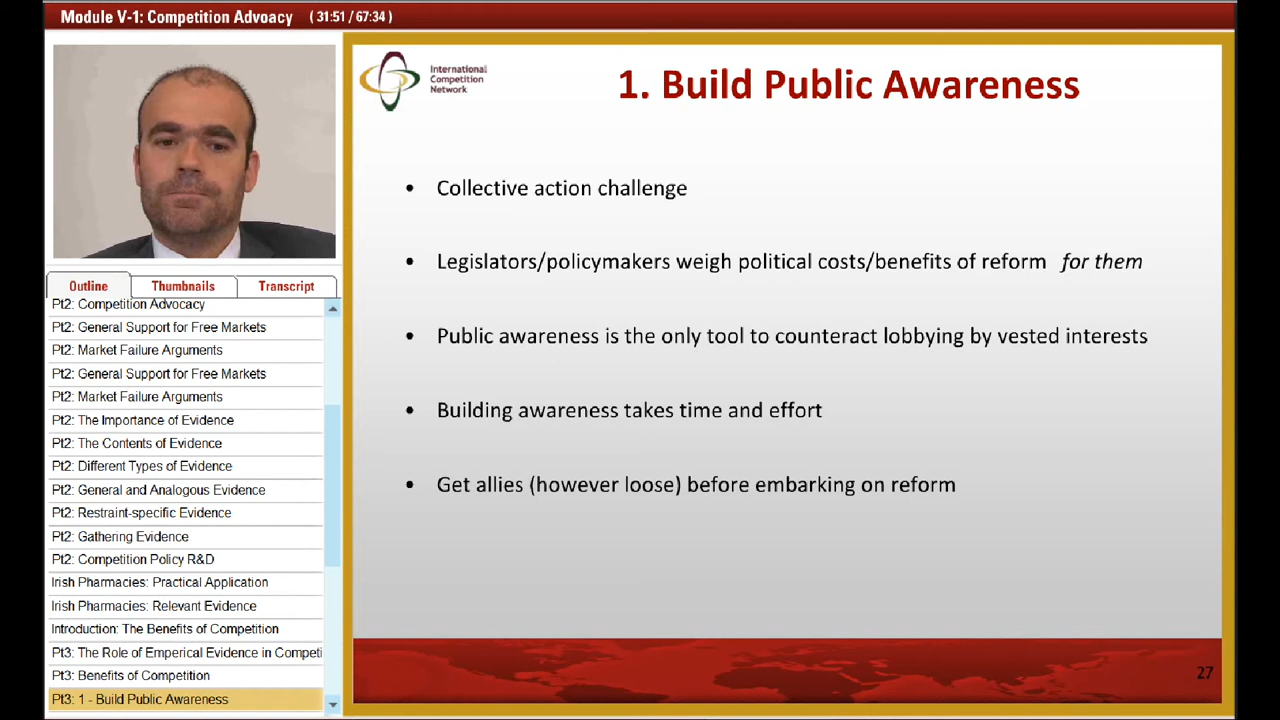 Module V-1: Competition Advoacy ( 31:51 / 67:34 )
International
Competition
Network
1. Build Public Awareness
• Collective action challenge
• Legislators/policymakers weigh political costs/benefits of reform for them
• Public awareness is the only tool to counteract lobbying by vested interests
• Building awareness takes time and effort
• Get allies (however loose) before embarking on reform
27
Outline Thumbnails Transcript
Pt2: Competition Advocacy
Pt2: General Support for Free Markets
Pt2: Market Failure Arguments
Pt2: General Support for Free Markets
Pt2: Market Failure Arguments
Pt2: The Importance of Evidence
Pt2: The Contents of Evidence
Pt2: Different Types of Evidence
Pt2: General and Analogous Evidence
Pt2: Restraint-specific Evidence
Pt2: Gathering Evidence
Pt2: Competition Policy R&D
Irish Pharmacies: Practical Application
Irish Pharmacies: Relevant Evidence
Introduction: The Benefits of Competition
Pt3: The Role of Emperical Evidence in Competi
Pt3: Benefits of Competition
Pt3: 1 - Build Public Awareness